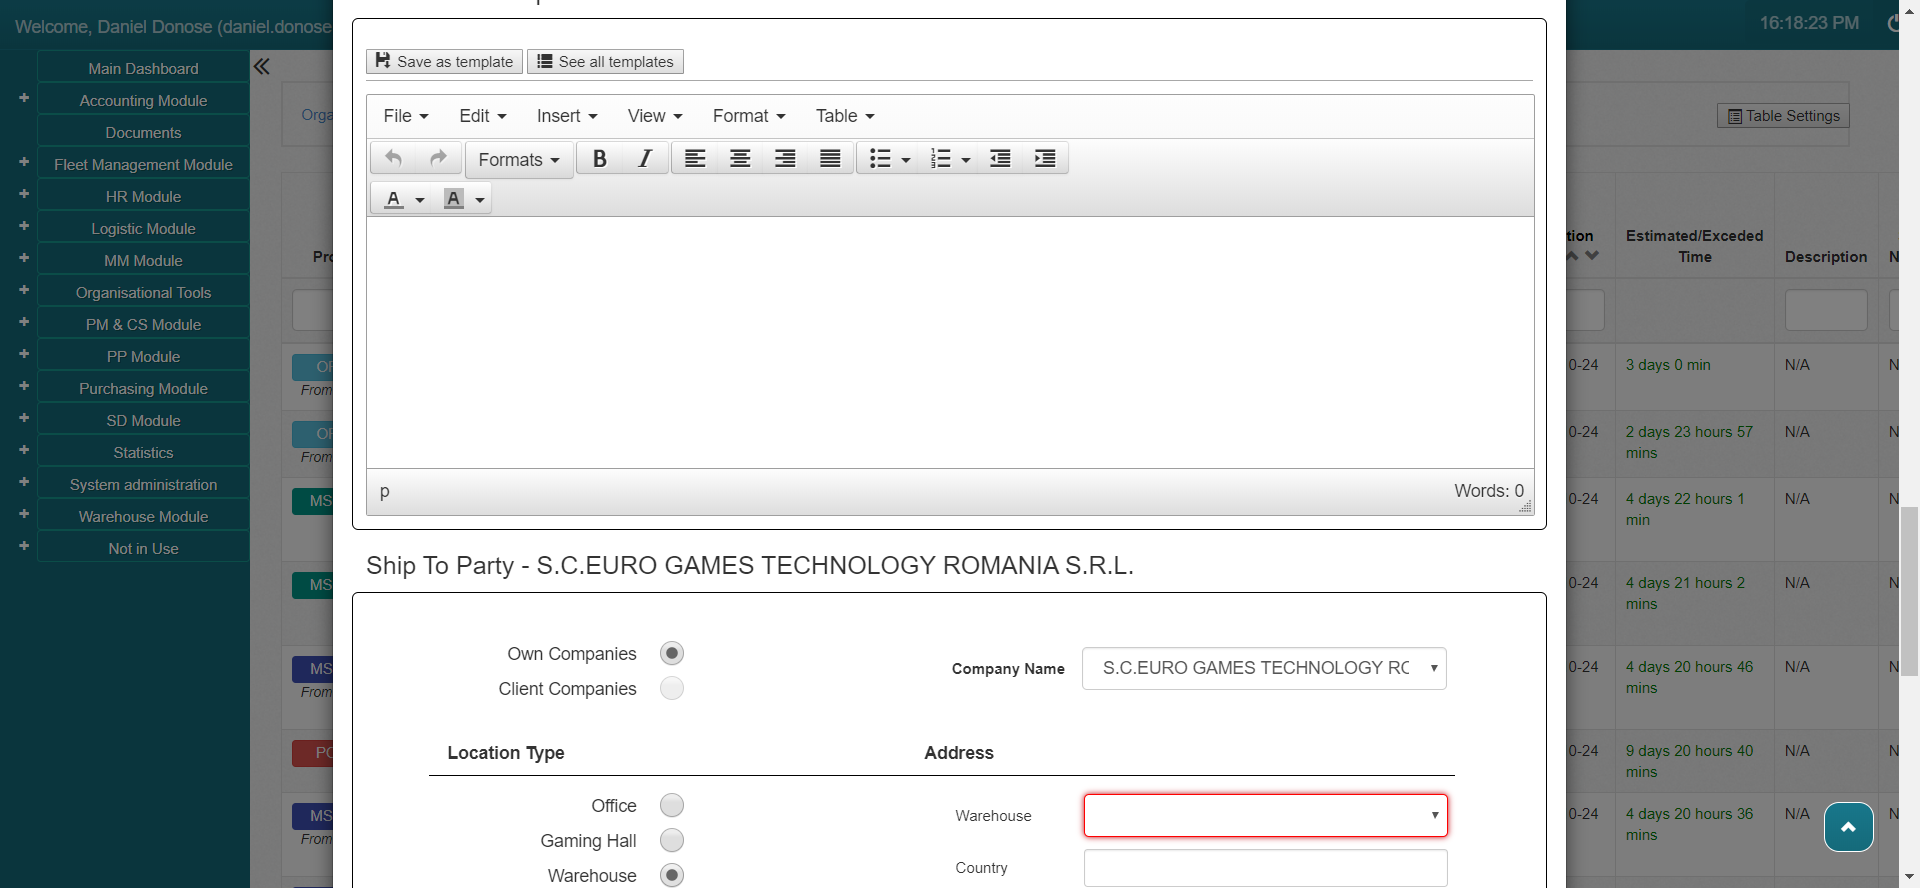 Welcome, Daniel Donose (daniel.donose
16:18:23 PM
Main Dashboard
Accounting Module
Documents
Fleet Management Module
HR Module
Logistic Module
MM Module
Organisational Tools
PM & CS Module
PP Module
Purchasing Module
SD Module
Statistics
System administration
Warehouse Module
Not in Use
Orga
Table Settings
Save as template
See all templates
File
Edit
Insert
View
Format
Table
Formats
B
I
A
A
p
Words: 0
Ship To Party - S.C.EURO GAMES TECHNOLOGY ROMANIA S.R.L.
Own Companies
Client Companies
Company Name
S.C.EURO GAMES TECHNOLOGY RO
Location Type
Address
Office
Gaming Hall
Warehouse
Warehouse
Country
Pro
tion
Estimated/Exceded
Time
Description
N
OF
From
0-24
3 days 0 min
N/A
N
OF
From
0-24
2 days 23 hours 57
mins
N/A
N
MS
0-24
4 days 22 hours 1
min
N/A
N
MS
0-24
4 days 21 hours 2
mins
N/A
N
MS
From
0-24
4 days 20 hours 46
mins
N/A
N
PO
0-24
9 days 20 hours 40
mins
N/A
N
MS
From
0-24
4 days 20 hours 36
mins
N/A
N